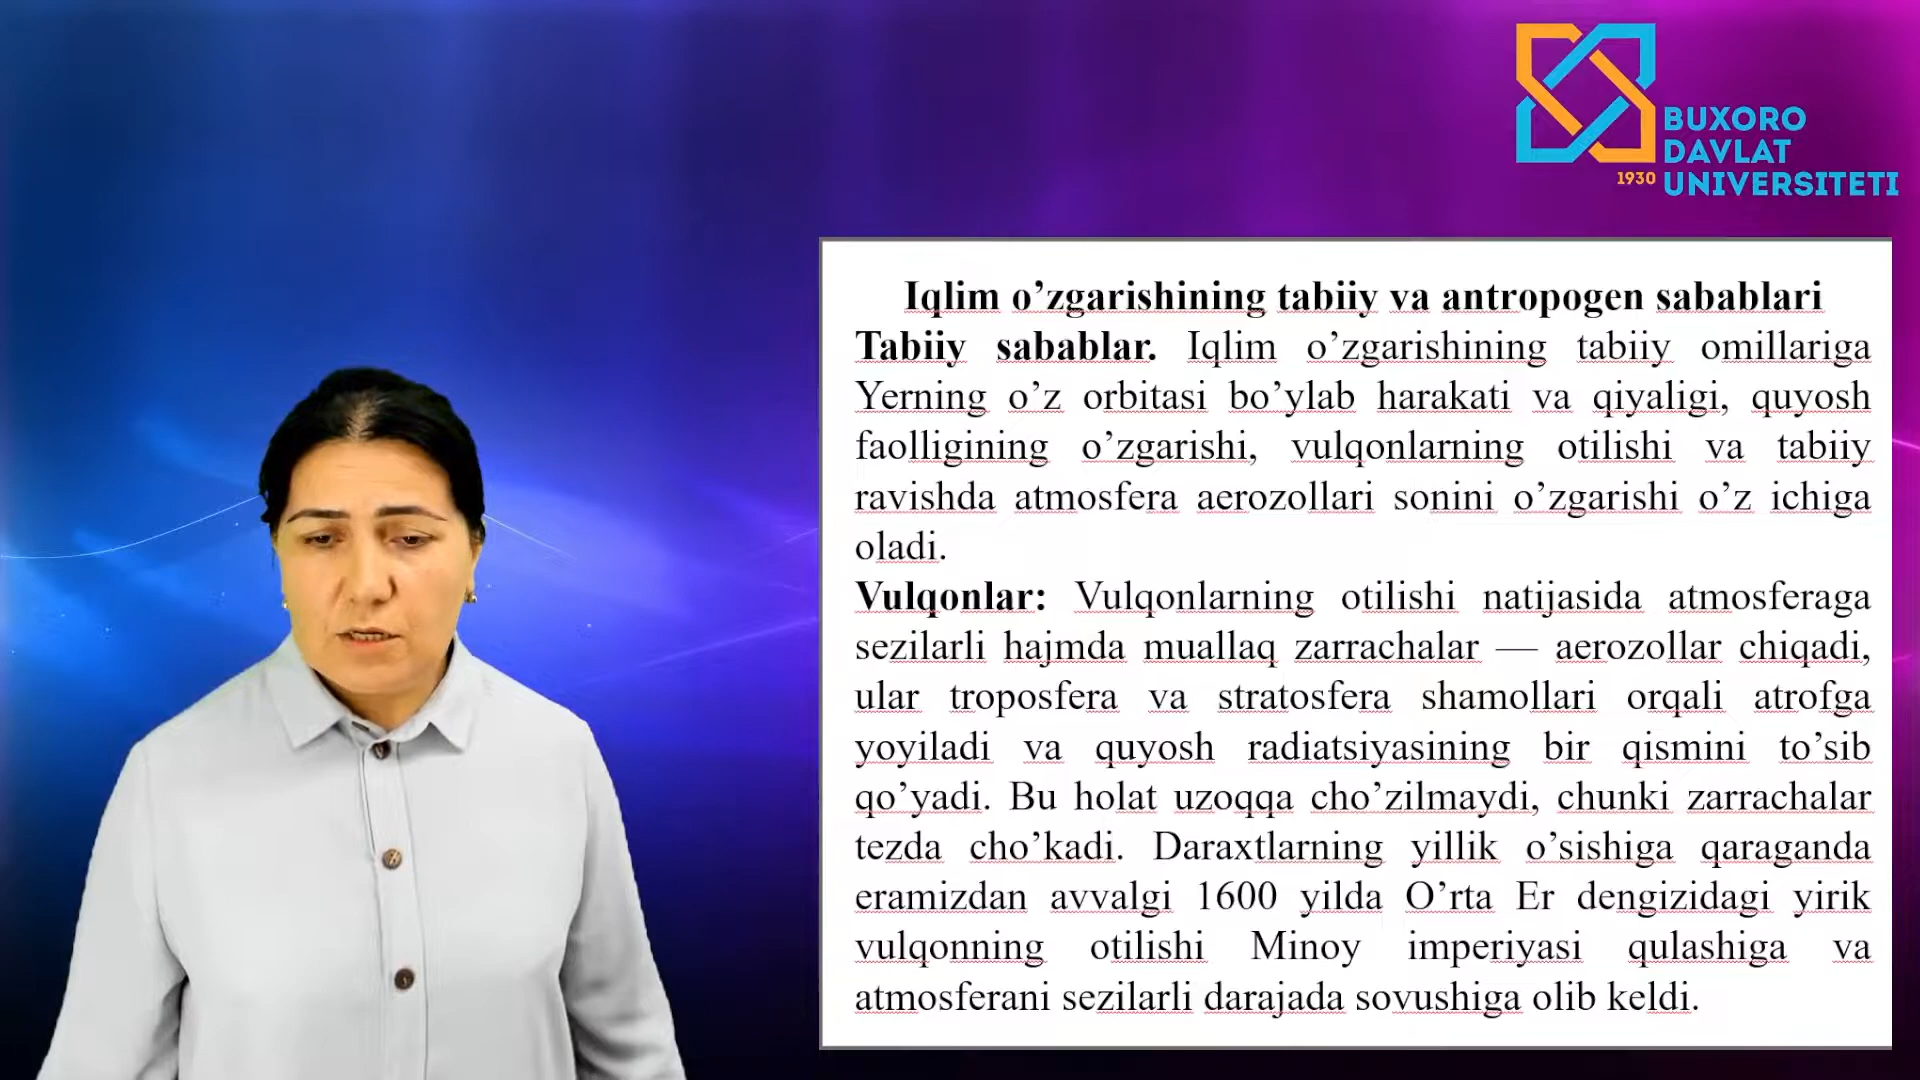 BUXORO
DAVLAT
1930 UNIVERSITETI
Iqlim o’zgarishining tabiiy va antropogen sabablari
Tabiiy sabablar. Iqlim o’zgarishining tabiiy omillariga
Yerning o’z orbitasi bo’ylab harakati va qiyaligi, quyosh
faolligining o’zgarishi, vulqonlarning otilishi va tabiiy
ravishda atmosfera aerozollari sonini o’zgarishi o’z ichiga
oladi.
Vulqonlar: Vulqonlarning otilishi natijasida atmosferaga
sezilarli hajmda muallaq zarrachalar — aerozollar chiqadi,
ular troposfera va stratosfera shamollari orqali atrofga
yoyiladi va quyosh radiatsiyasining bir qismini to’sib
qo’yadi. Bu holat uzoqqa cho’zilmaydi, chunki zarrachalar
tezda cho’kadi. Daraxtlarning yillik o’sishiga qaraganda
eramizdan avvalgi 1600 yilda O’rta Er dengizidagi yirik
vulqonning otilishi Minoy imperiyasi qulashiga va
atmosferani sezilarli darajada sovushiga olib keldi.